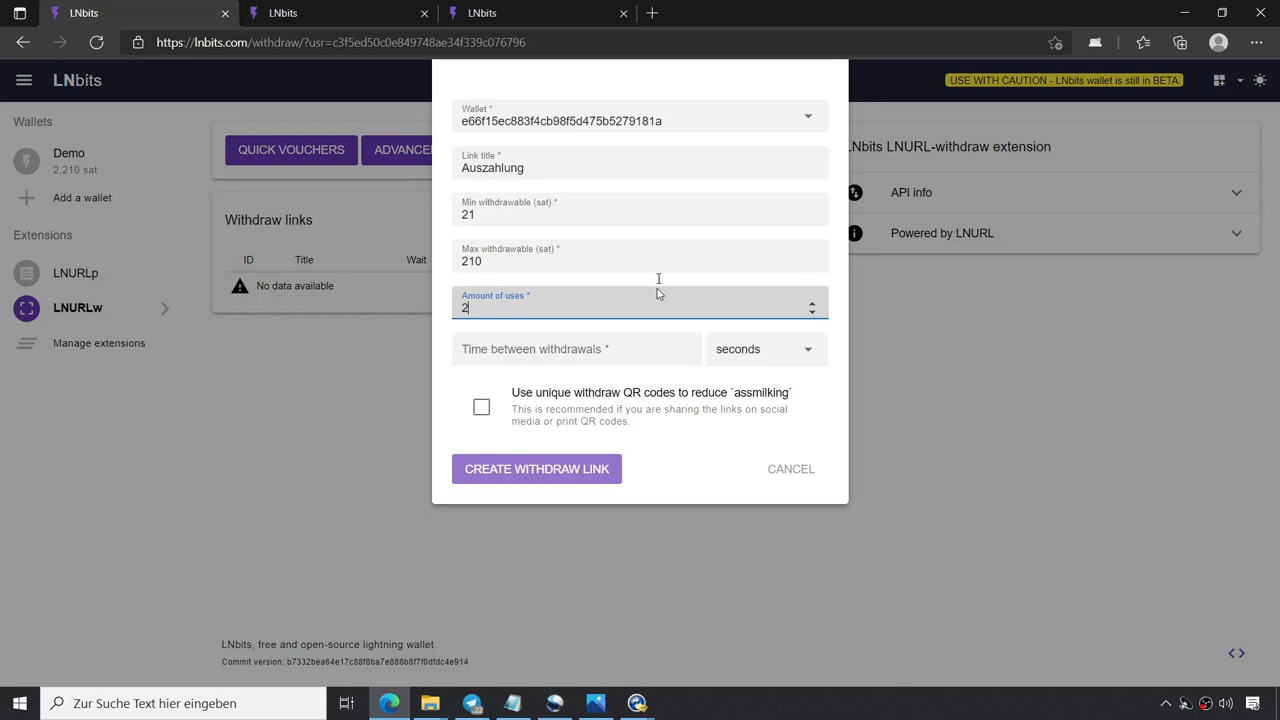 LNbits
LNbits
LNbits
https://lnbits.com/withdraw/?usr=c3f5ed50c0e849748ae34f339c076796
LNbits
USE WITH CAUTION - LNbits wallet is still in BETA
Wallets
Demo
2,210 sat
Add a wallet
Extensions
LNURLp
LNURLw
Manage extensions
QUICK VOUCHERS
ADVANCE
Withdraw links
ID Title Wait
No data available
Wallet *
e66f15ec883f4cb98f5d475b5279181a
Link title *
Auszahlung
Min withdrawable (sat) *
21
Max withdrawable (sat) *
210
Amount of uses *
2
Time between withdrawals *
seconds
Use unique withdraw QR codes to reduce `assmilking`
This is recommended if you are sharing the links on social
media or print QR codes.
CREATE WITHDRAW LINK
CANCEL
LNbits LNURL-withdraw extension
API info
Powered by LNURL
LNbits, free and open-source lightning wallet
Commit version: b7332bea64e17c88f8ba7e886b8f7f0dfdc4e914
Zur Suche Text hier eingeben